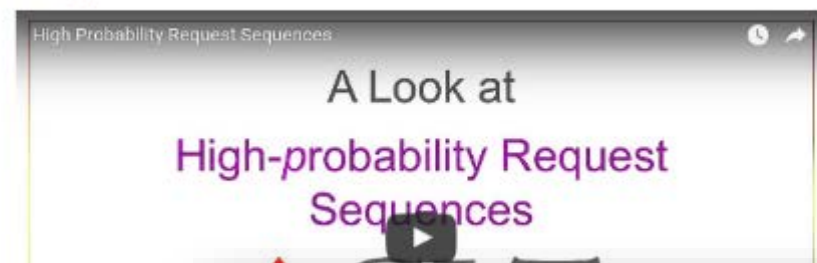 High Probability Request Sequences
A Look at
High-probability Request
Sequences